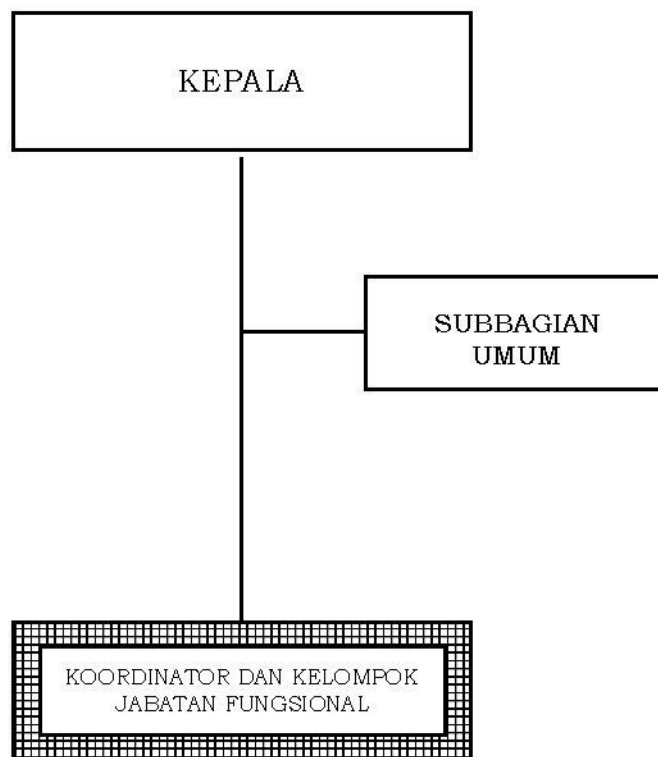 KEPALA
SUBBAGIAN
UMUM
KOORDINATOR DAN KELOMPOK
JABATAN FUNGSIONAL